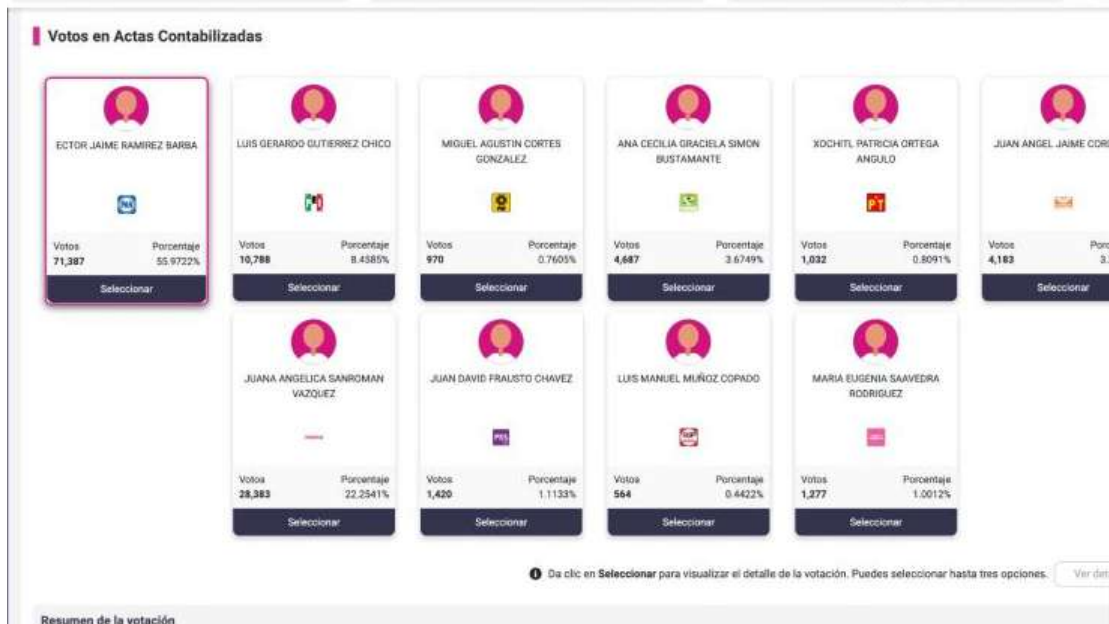 Votos en Actas Contabilizadas
ECTOR JAIME RAMIREZ BARBA
PAN
Votos Porcentaje
71,387 55.9722%
Seleccionar
LUIS GERARDO GUTIERREZ CHICO
Votos Porcentaje
10,788 8.4585%
Seleccionar
MIGUEL AGUSTIN CORTES
GONZALEZ
Votos Porcentaje
970 0.7605%
Seleccionar
ANA CECILIA GRACIELA SIMON
BUSTAMANTE
Votos Porcentaje
4,687 3.6749%
Seleccionar
XOCHITL PATRICIA ORTEGA
ANGULO
PT
Votos Porcentaje
1,032 0.8091%
Seleccionar
JUAN ANGEL JAIME COR
Votos Porc
4,183 3.
Seleccionar
JUANA ANGELICA SANROMAN
VAZQUEZ
Votos Porcentaje
28,383 22.2541%
Seleccionar
JUAN DAVID FRAUSTO CHAVEZ
PES
Votos Porcentaje
1,420 1.1133%
Seleccionar
LUIS MANUEL MUÑOZ COPADO
Votos Porcentaje
564 0.4422%
Seleccionar
MARIA EUGENIA SAAVEDRA
RODRIGUEZ
Votos Porcentaje
1,277 1.0012%
Seleccionar
Da clic en Seleccionar para visualizar el detalle de la votación. Puedes seleccionar hasta tres opciones. Ver det
Resumen de la votación